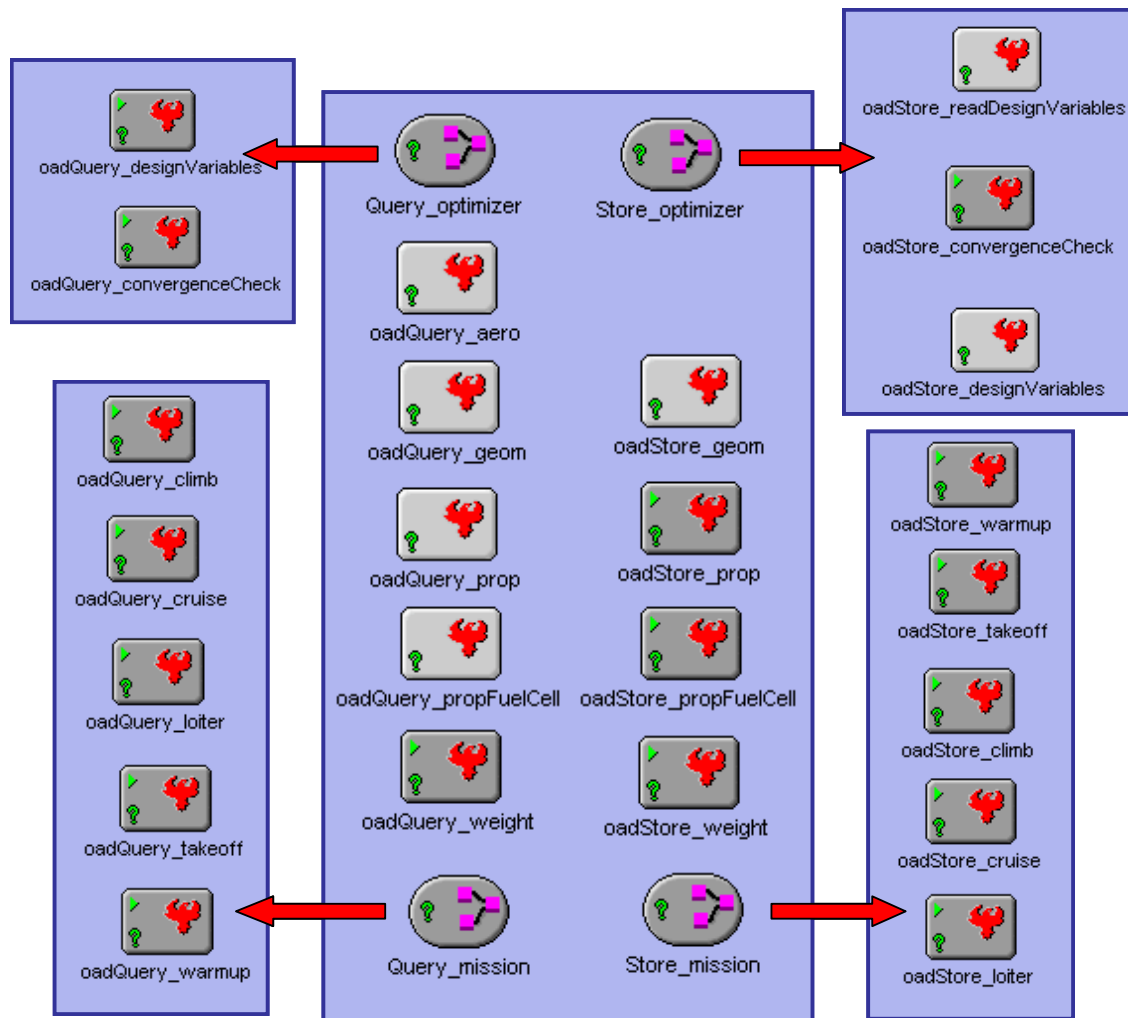 oadQuery_designVariables
oadQuery_convergenceCheck
Query_optimizer
Store_optimizer
oadQuery_aero
oadQuery_geom
oadStore_geom
oadQuery_prop
oadStore_prop
oadQuery_propFuelCell
oadStore_propFuelCell
oadQuery_weight
oadStore_weight
Query_mission
Store_mission
oadStore_readDesignVariables
oadStore_convergenceCheck
oadStore_designVariables
oadQuery_climb
oadQuery_cruise
oadQuery_loiter
oadQuery_takeoff
oadQuery_warmup
oadStore_warmup
oadStore_takeoff
oadStore_climb
oadStore_cruise
oadStore_loiter